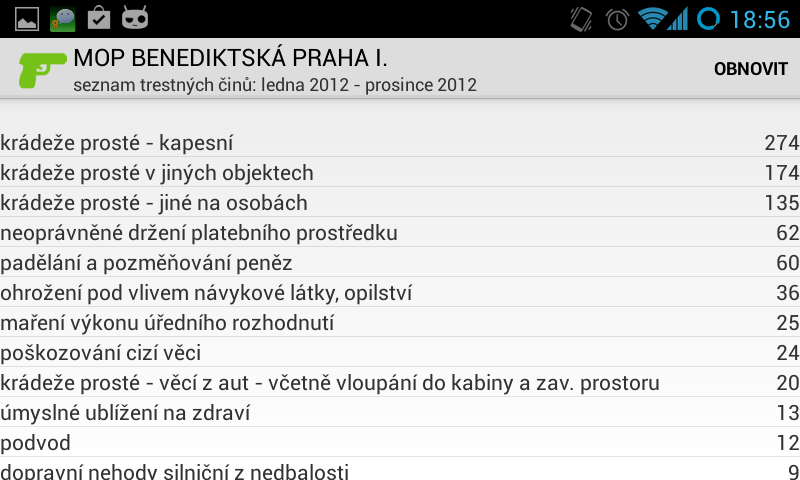 18:56
MOP BENEDIKTSKÁ PRAHA I.
seznam trestných činů: ledna 2012 - prosince 2012
OBNOVIT
krádeže prosté - kapesní 274
krádeže prosté v jiných objektech 174
krádeže prosté - jiné na osobách 135
neoprávněné držení platebního prostředku 62
padělání a pozměňování peněz 60
ohrožení pod vlivem návykové látky, opilství 36
maření výkonu úředního rozhodnutí 25
poškozování cizí věci 24
krádeže prosté - věcí z aut - včetně vloupání do kabiny a zav. prostoru 20
úmyslné ublížení na zdraví 13
podvod 12
dopravní nehody silniční z nedbalosti 9